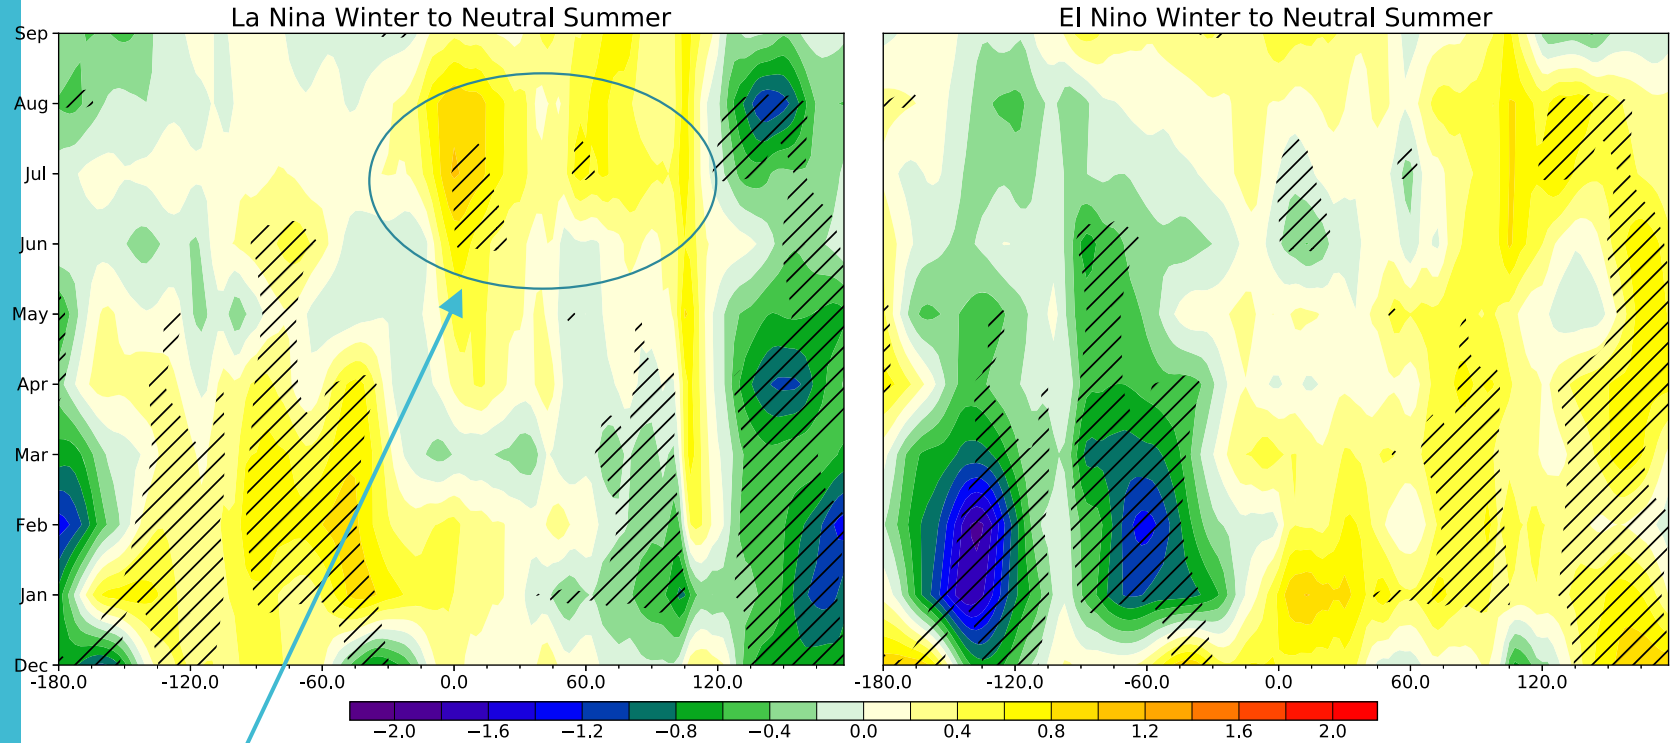 La Nina Winter to Neutral Summer
El Nino Winter to Neutral Summer
Sep
Aug
Jul
Jun
May
Apr
Mar
Feb
Jan
Dec
-180.0 -120.0 -60.0 0.0 60.0 120.0
-180.0 -120.0 -60.0 0.0 60.0 120.0
−2.0 −1.6 −1.2 −0.8 −0.4 0.0 0.4 0.8 1.2 1.6 2.0